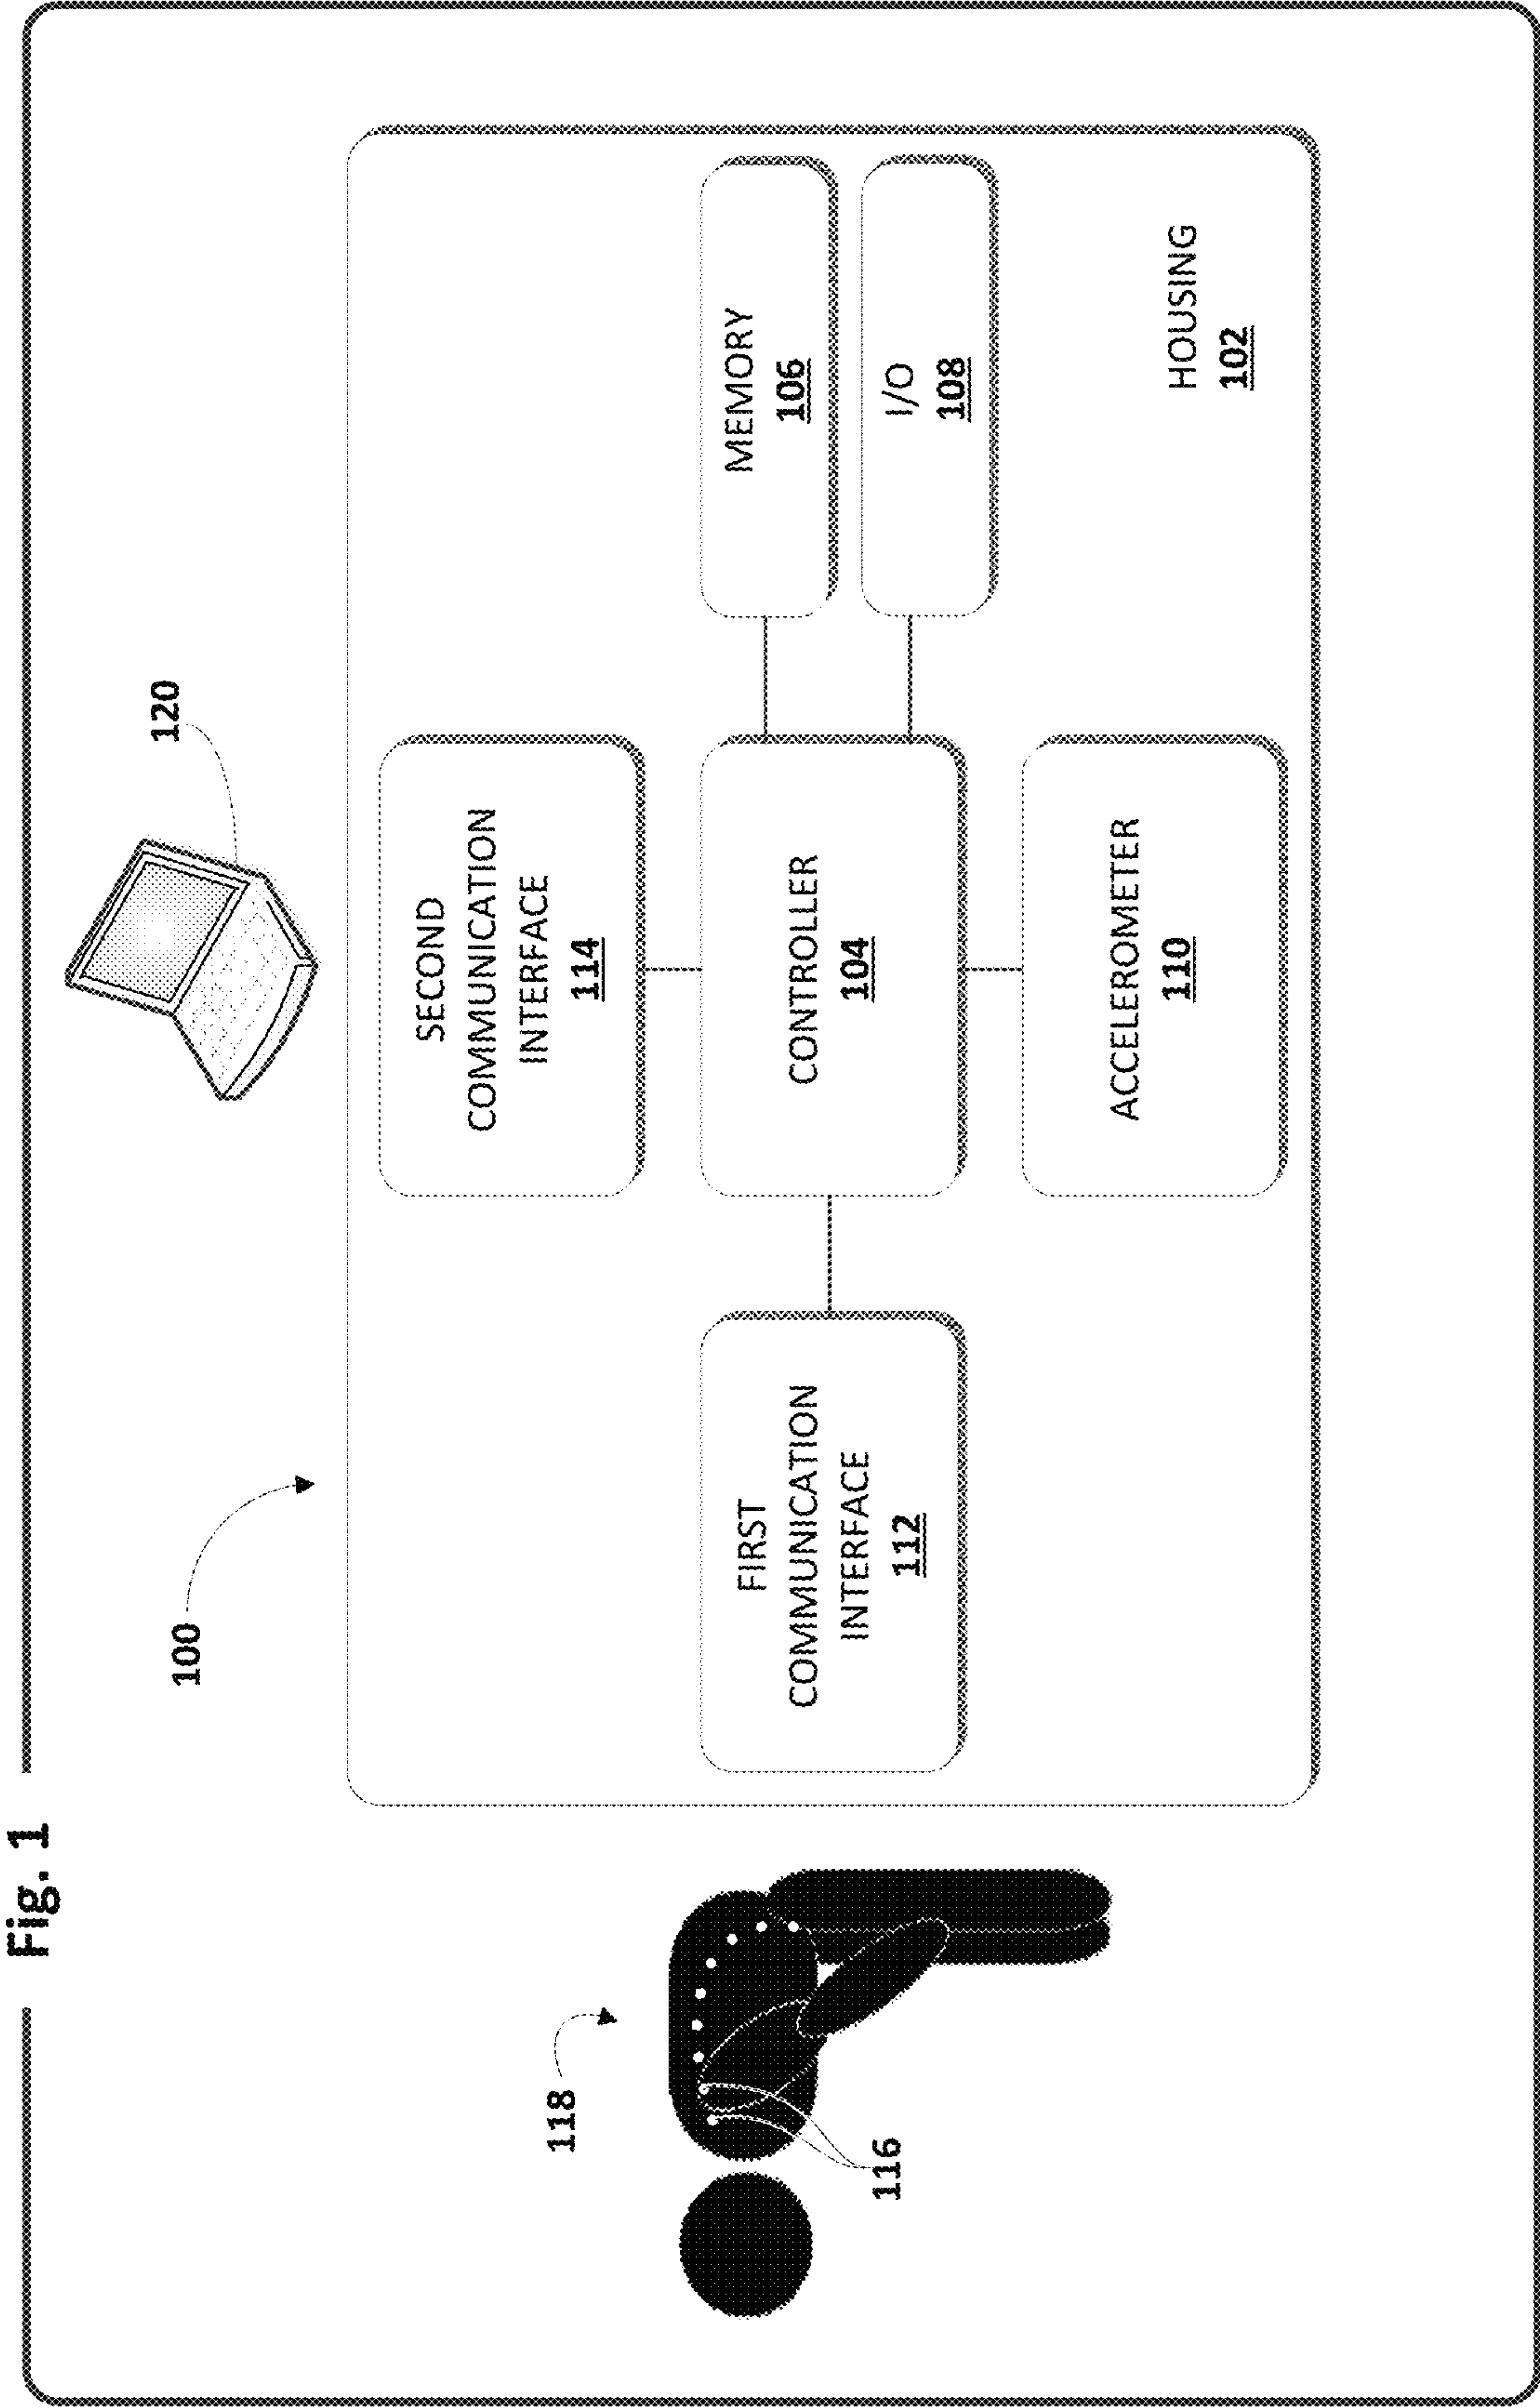 Fig. 1
100
120
118
116
SECOND
COMMUNICATION
INTERFACE
114
FIRST
COMMUNICATION
INTERFACE
112
CONTROLLER
104
MEMORY
106
I/O
108
ACCELEROMETER
110
HOUSING
102